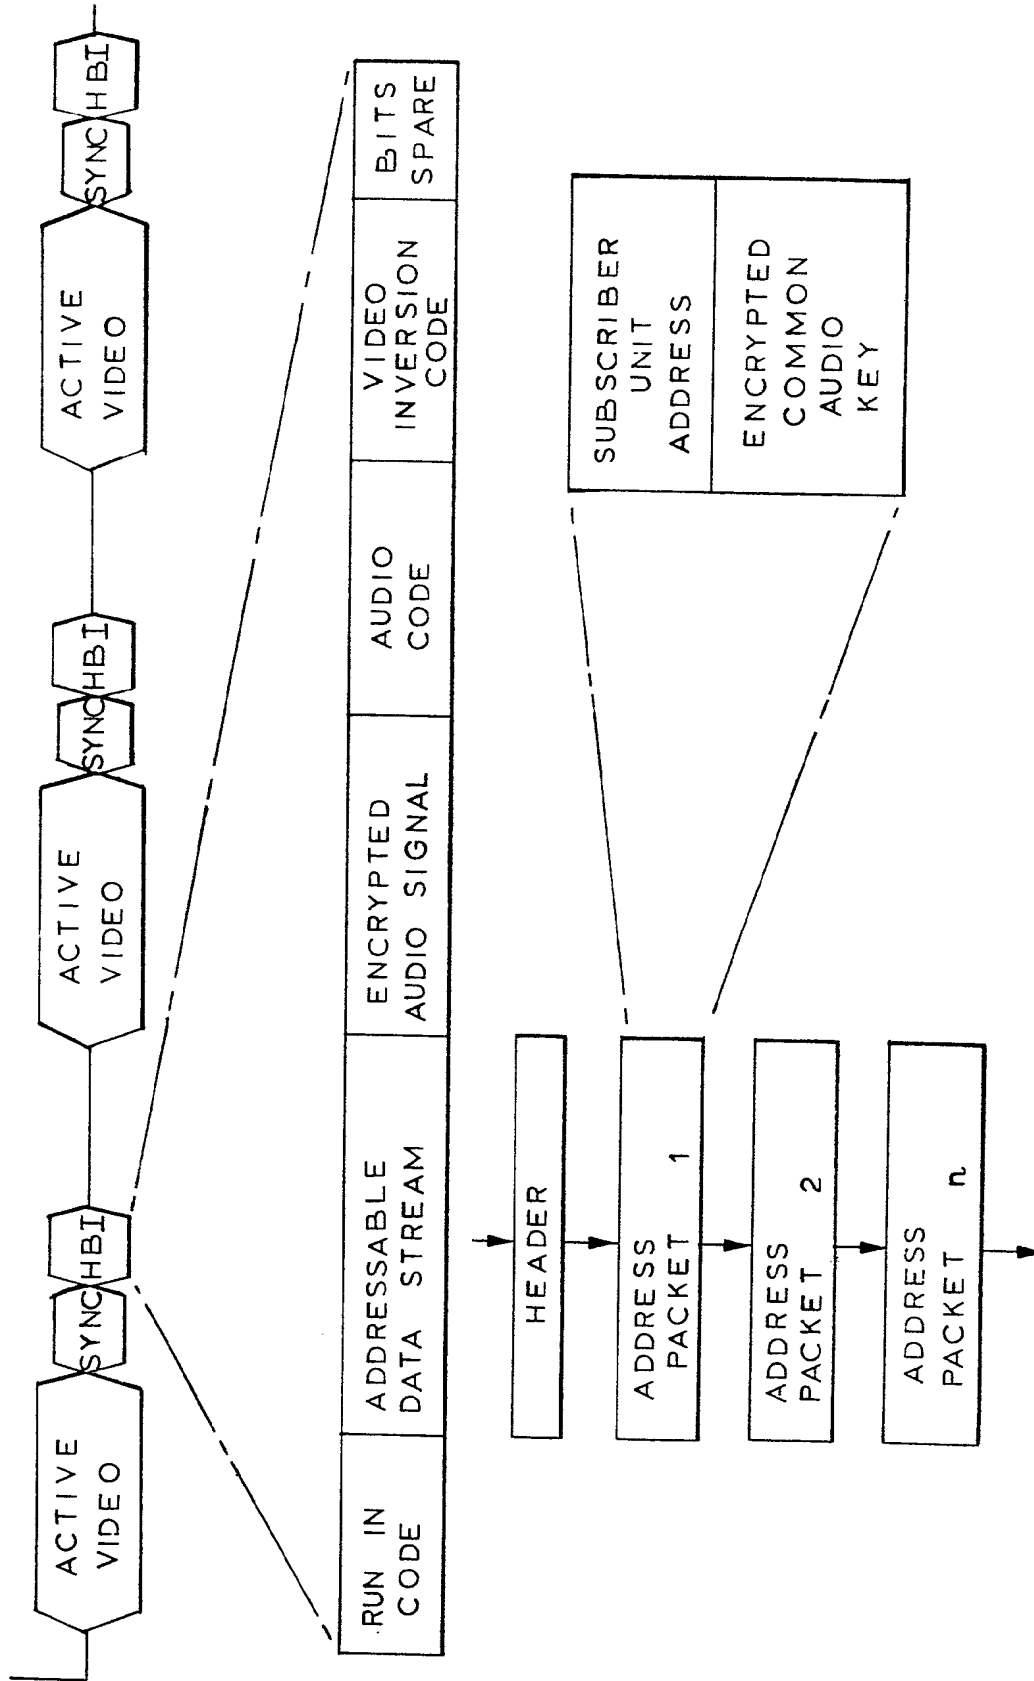 ACTIVE
VIDEO
SYNC
HBI
ACTIVE
VIDEO
SYNC
HBI
ACTIVE
VIDEO
SYNC
HBI
RUN IN
CODE
ADDRESSABLE
DATA STREAM
ENCRYPTED
AUDIO SIGNAL
AUDIO
CODE
VIDEO
INVERSION
CODE
BITS
SPARE
HEADER
ADDRESS
PACKET 1
ADDRESS
PACKET 2
ADDRESS
PACKET n
SUBSCRIBER
UNIT
ADDRESS
ENCRYPTED
COMMON
AUDIO
KEY